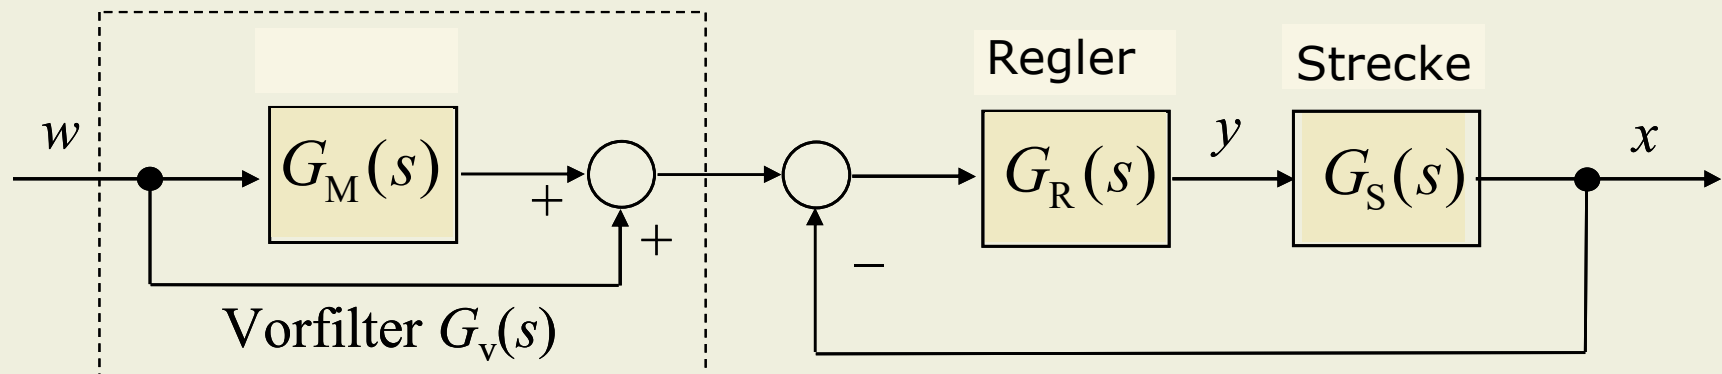 Regler
Strecke
w
G_M(s)
+
+
G_R(s)
y
G_S(s)
x
−
Vorfilter G_v(s)